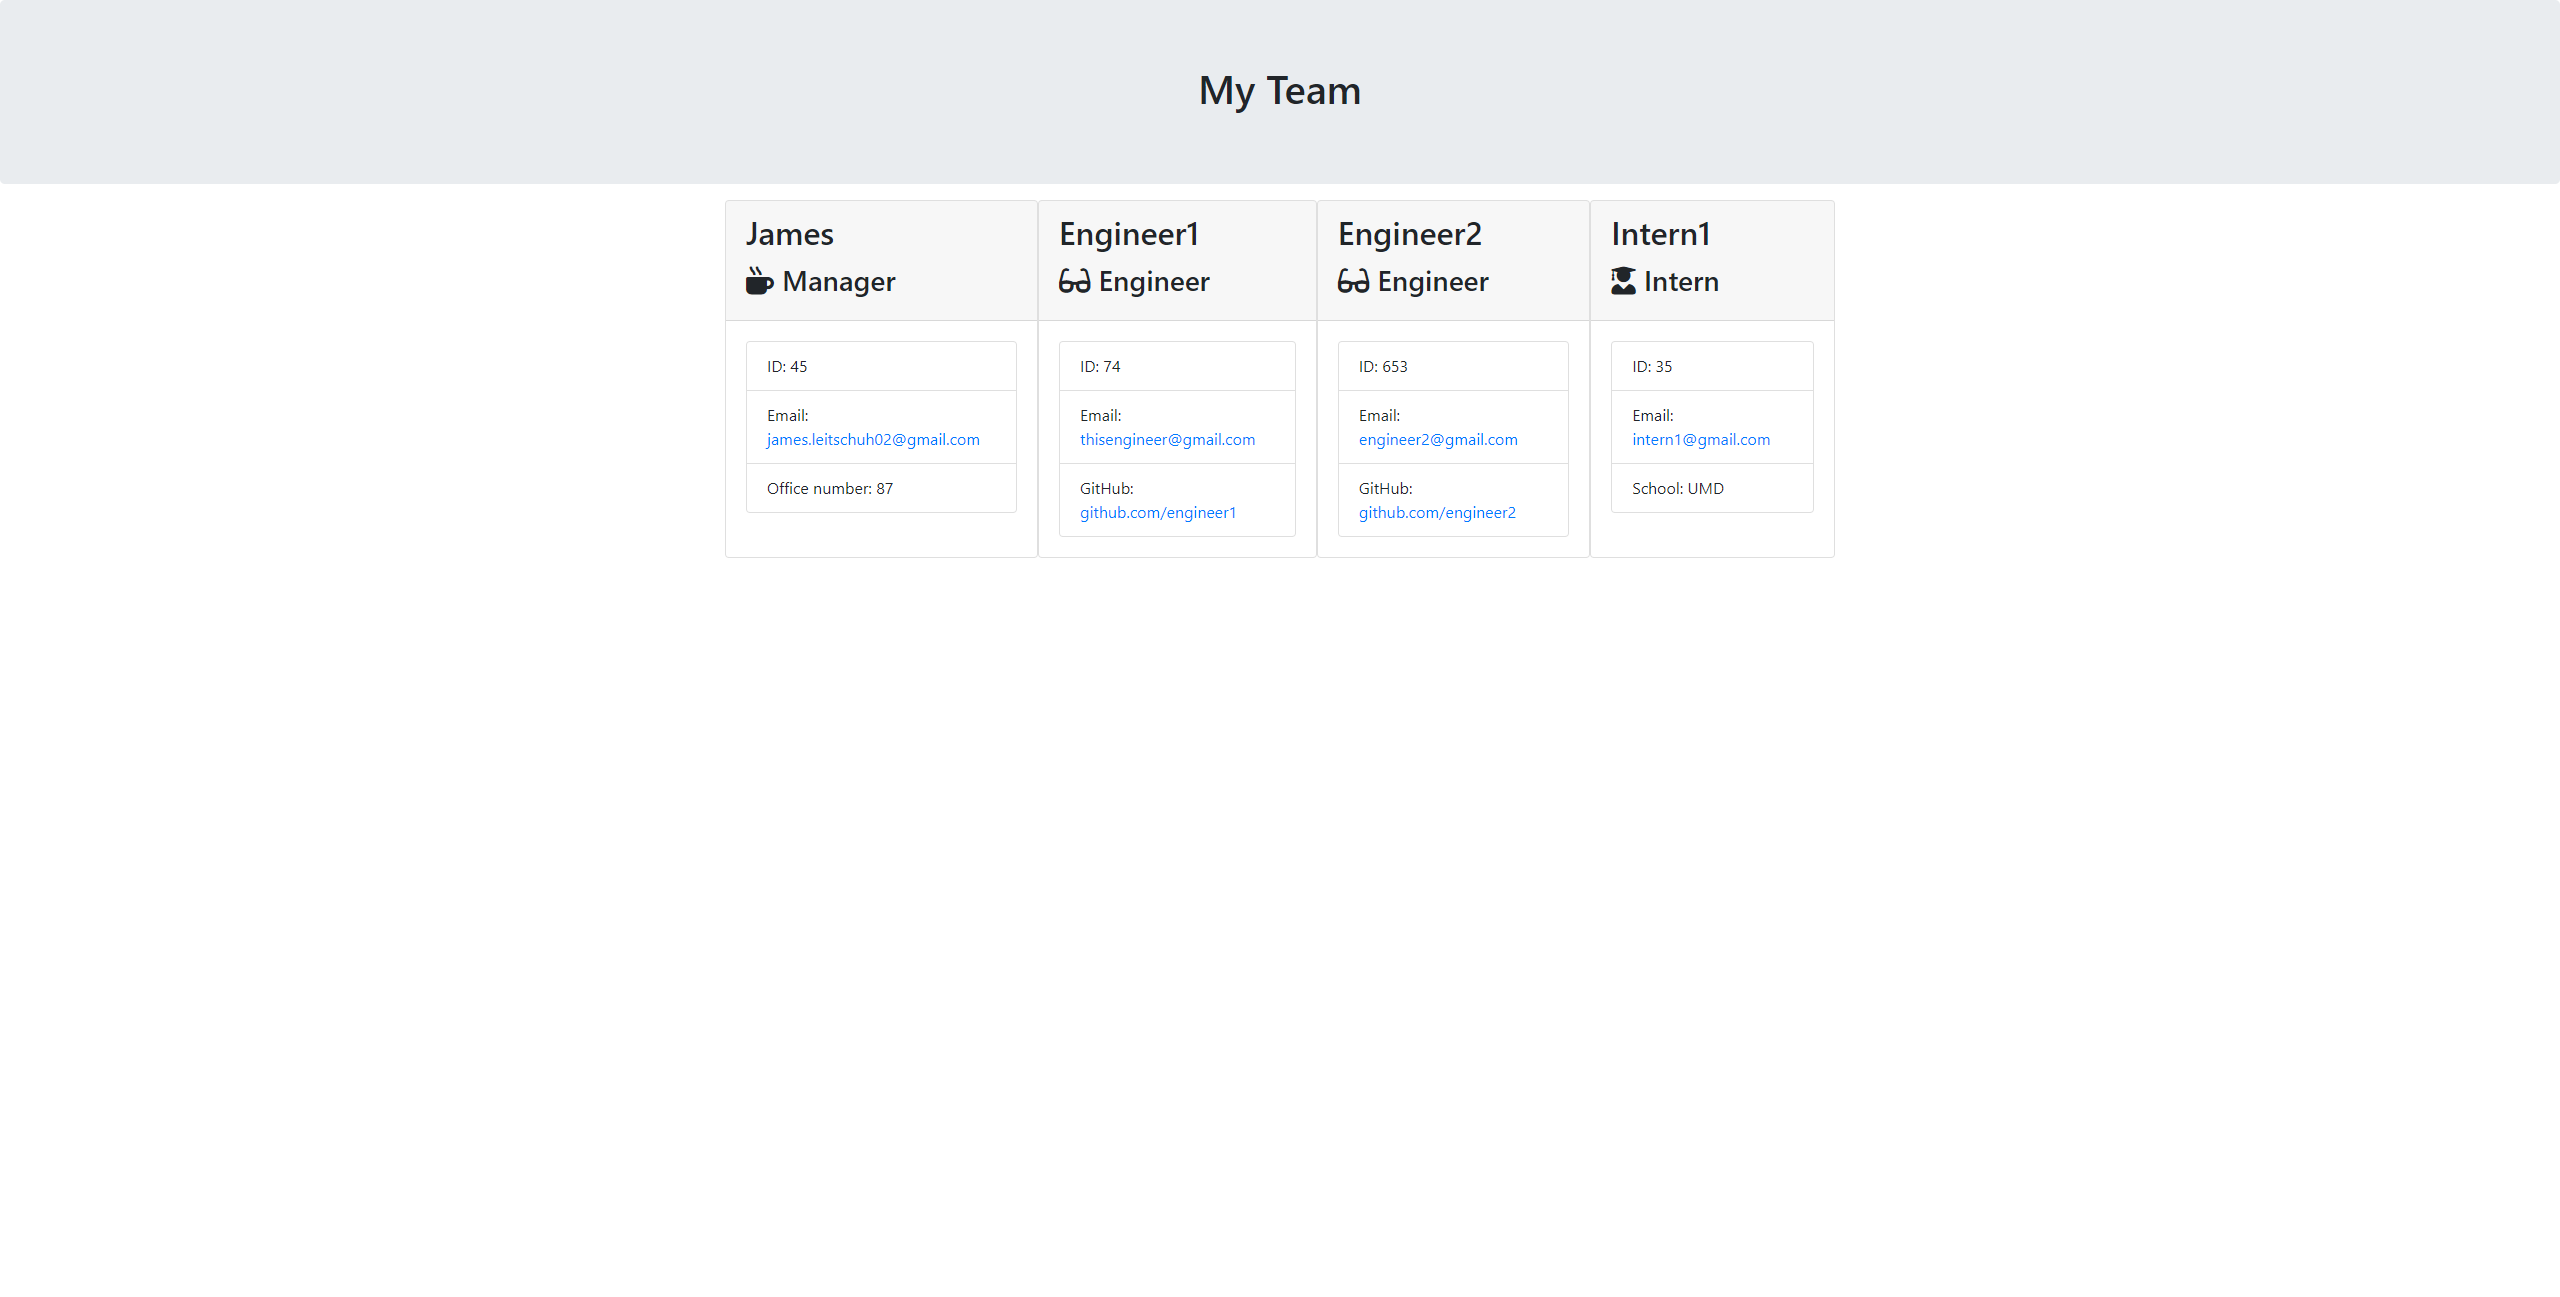 My Team
James
Manager
ID: 45
Email:
james.leitschuh02@gmail.com
Office number: 87
Engineer1
Engineer
ID: 74
Email:
thisengineer@gmail.com
GitHub:
github.com/engineer1
Engineer2
Engineer
ID: 653
Email:
engineer2@gmail.com
GitHub:
github.com/engineer2
Intern1
Intern
ID: 35
Email:
intern1@gmail.com
School: UMD